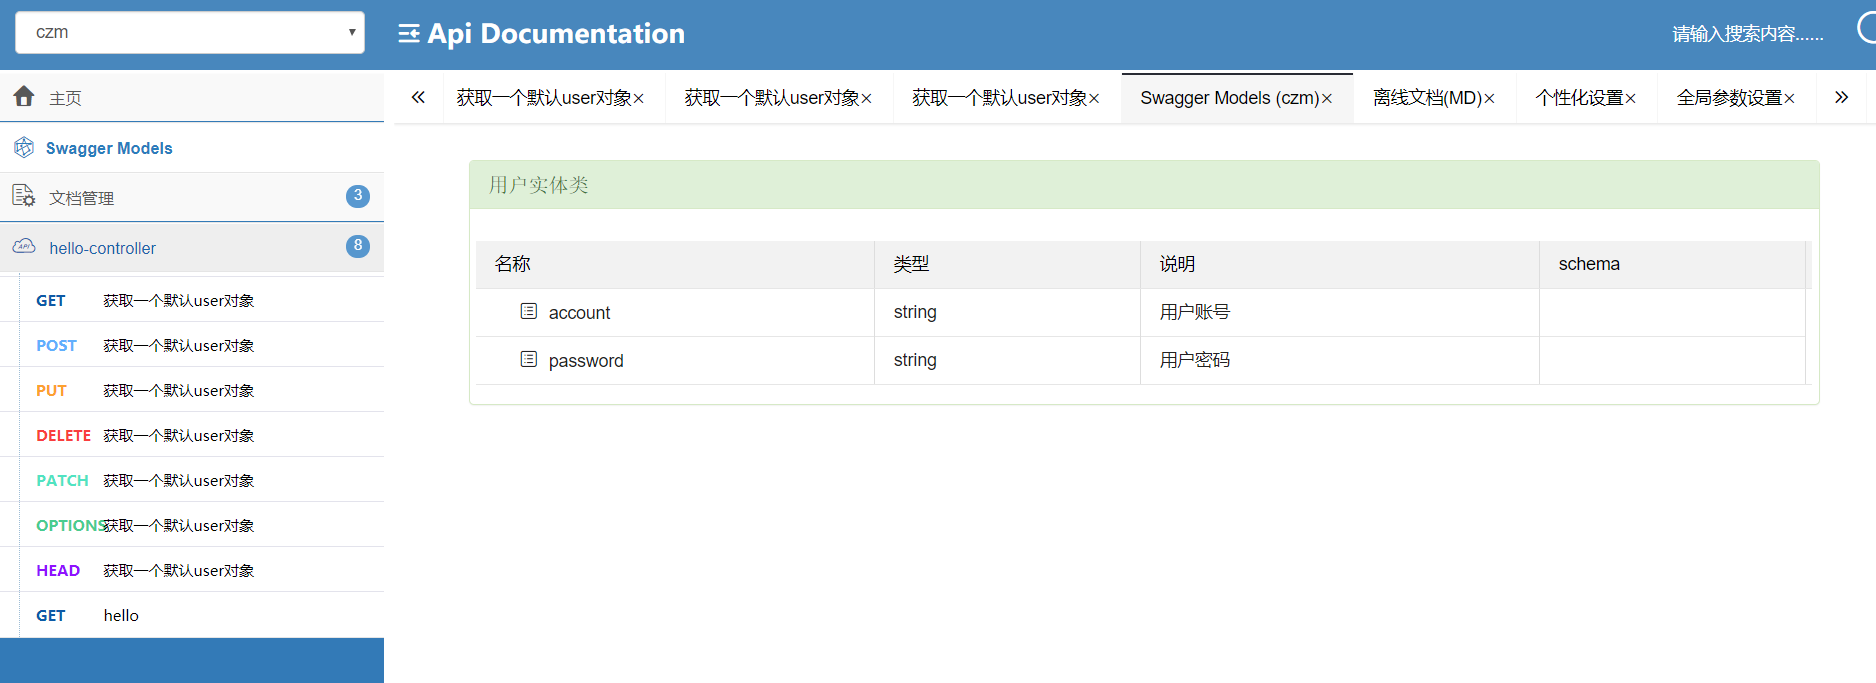 czm
Api Documentation
请输入搜索内容......
主页
Swagger Models
文档管理 3
hello-controller 8
GET 获取一个默认user对象
POST 获取一个默认user对象
PUT 获取一个默认user对象
DELETE 获取一个默认user对象
PATCH 获取一个默认user对象
OPTIONS 获取一个默认user对象
HEAD 获取一个默认user对象
GET hello
获取一个默认user对象× 获取一个默认user对象× 获取一个默认user对象× Swagger Models (czm)× 离线文档(MD)× 个性化设置× 全局参数设置×
用户实体类
名称 类型 说明 schema
account string 用户账号
password string 用户密码